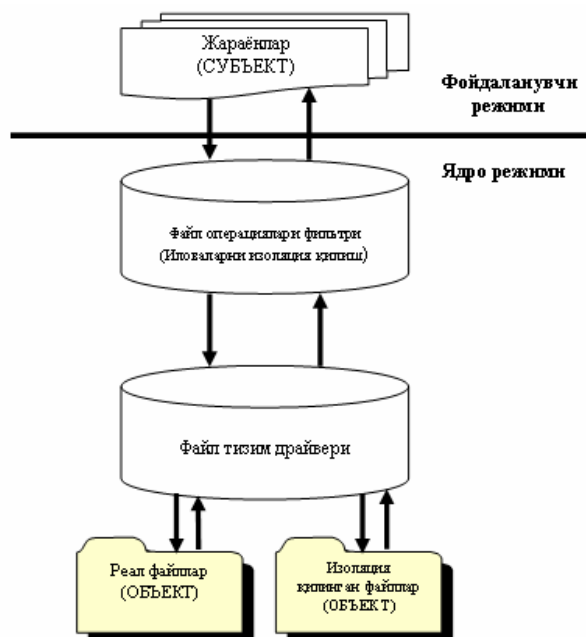 Жараёнлар
(СУБЪЕКТ)
Фойдаланувчи
режими
Ядро режими
Файл операциялари фильтри
(Иловаларни изоляция қилиш)
Файл тизим драйвери
Реал файллар
(ОБЪЕКТ)
Изоляция
қилинган файллар
(ОБЪЕКТ)